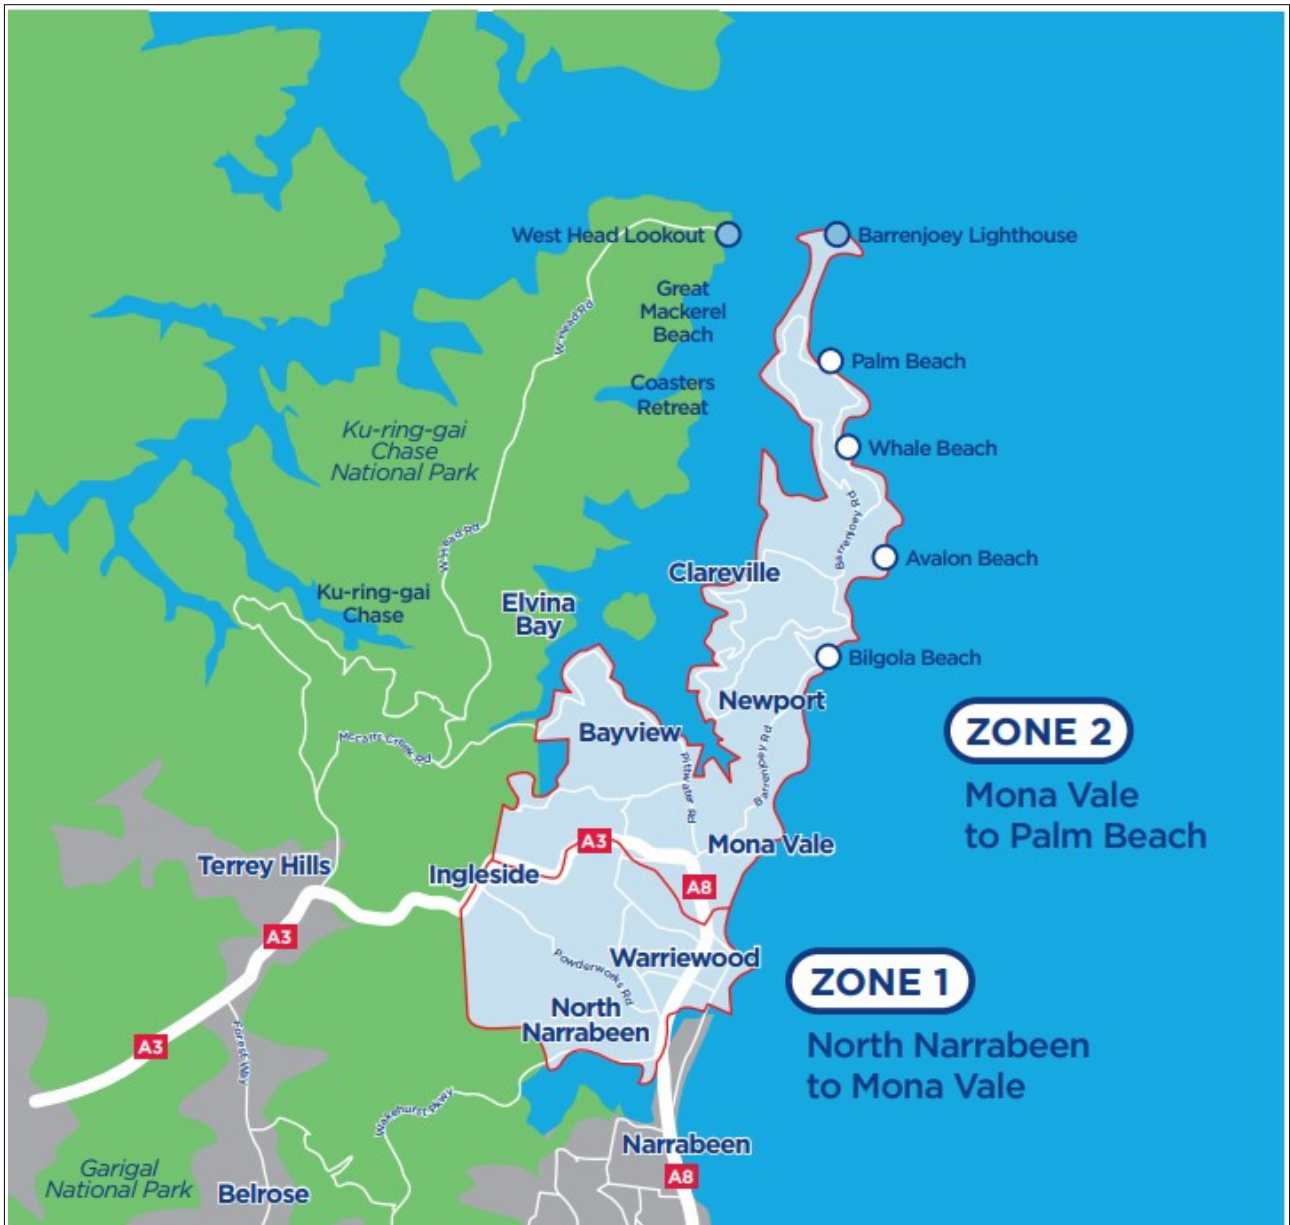 West Head Lookout
Barrenjoey Lighthouse
Great
Mackerel
Beach
W Head Rd
Palm Beach
Coasters
Retreat
Ku-ring-gai
Chase
National Park
Whale Beach
Barrenjoey Rd
W Head Rd
Avalon Beach
Clareville
Ku-ring-gai
Chase
Elvina
Bay
Bilgola Beach
Newport
ZONE 2
Bayview
Mccarrs Creek Rd
Pittwater Rd
Barrenjoey Rd
Mona Vale
to Palm Beach
A3
Mona Vale
Terrey Hills
Ingleside
A8
A3
Warriewood
Powderworks Rd
ZONE 1
North
Narrabeen
A3
Forest Way
North Narrabeen
to Mona Vale
Wakehurst Pkwy
Narrabeen
A8
Garigal
National Park
Belrose